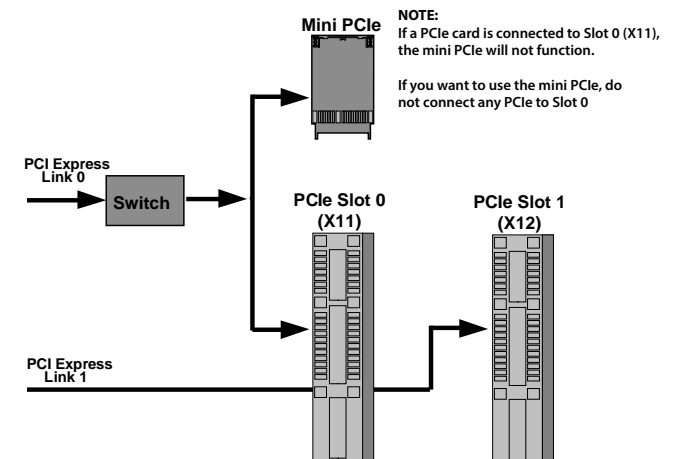 Mini PCIe
NOTE:
If a PCIe card is connected to Slot 0 (X11),
the mini PCIe will not function.
If you want to use the mini PCIe, do
not connect any PCIe to Slot 0
PCI Express
Link 0
Switch
PCIe Slot 0
(X11)
PCIe Slot 1
(X12)
PCI Express
Link 1